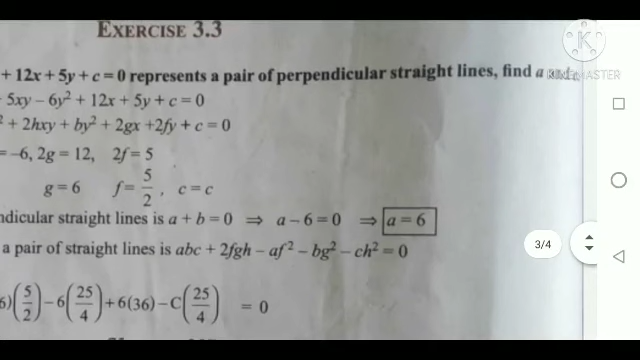 EXERCISE 3.3
+ 12x + 5y + c = 0 represents a pair of perpendicular straight lines, find a and
5xy – 6y² + 12x + 5y + c = 0
² + 2hxy + by² + 2gx +2fy + c = 0
= –6, 2g = 12, 2f = 5
g = 6 f = 5/2 , c = c
ndicular straight lines is a + b = 0 ⇒ a – 6 = 0 ⇒ a = 6
a pair of straight lines is abc + 2fgh – af² – bg² – ch² = 0
6)(5/2) – 6(25/4) + 6(36) – C(25/4) = 0
3/4
K